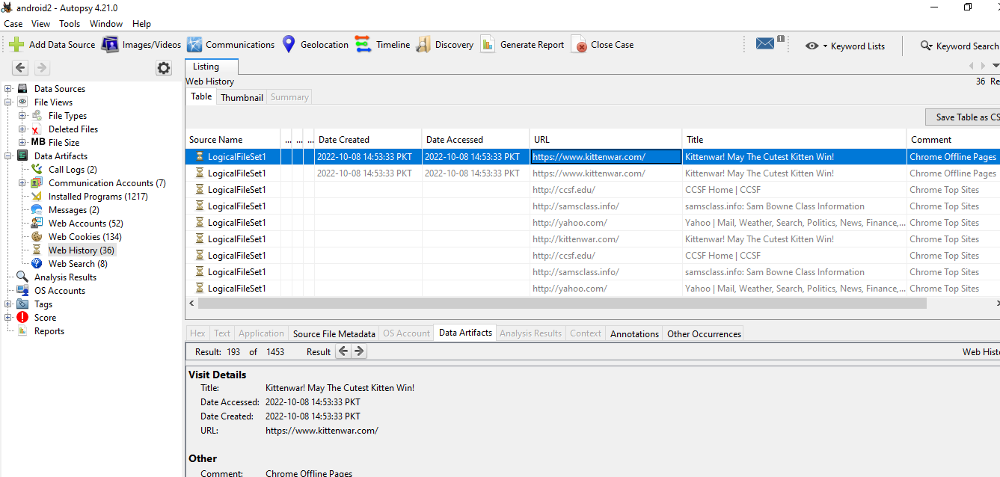 android2 - Autopsy 4.21.0
Case View Tools Window Help
Add Data Source Images/Videos Communications Geolocation Timeline Discovery Generate Report Close Case 1 Keyword Lists Keyword Search
Listing
Web History
36 Re
Table Thumbnail Summary
Save Table as CS
Data Sources
File Views
File Types
Deleted Files
MB File Size
Data Artifacts
Call Logs (2)
Communication Accounts (7)
Installed Programs (1217)
Messages (2)
Web Accounts (52)
Web Cookies (134)
Web History (36)
Web Search (8)
Analysis Results
OS Accounts
Tags
Score
Reports
Source Name ... ... ... Date Created Date Accessed URL Title Comment
LogicalFileSet1 2022-10-08 14:53:33 PKT 2022-10-08 14:53:33 PKT https://www.kittenwar.com/ Kittenwar! May The Cutest Kitten Win! Chrome Offline Pages
LogicalFileSet1 2022-10-08 14:53:33 PKT 2022-10-08 14:53:33 PKT https://www.kittenwar.com/ Kittenwar! May The Cutest Kitten Win! Chrome Offline Pages
LogicalFileSet1 http://ccsf.edu/ CCSF Home | CCSF Chrome Top Sites
LogicalFileSet1 http://samsclass.info/ samsclass.info: Sam Bowne Class Information Chrome Top Sites
LogicalFileSet1 http://yahoo.com/ Yahoo | Mail, Weather, Search, Politics, News, Finance,... Chrome Top Sites
LogicalFileSet1 http://kittenwar.com/ Kittenwar! May The Cutest Kitten Win! Chrome Top Sites
LogicalFileSet1 http://ccsf.edu/ CCSF Home | CCSF Chrome Top Sites
LogicalFileSet1 http://samsclass.info/ samsclass.info: Sam Bowne Class Information Chrome Top Sites
LogicalFileSet1 http://yahoo.com/ Yahoo | Mail, Weather, Search, Politics, News, Finance,... Chrome Top Sites
Hex Text Application Source File Metadata OS Account Data Artifacts Analysis Results Context Annotations Other Occurrences
Result: 193 of 1453 Result Web Histo
Visit Details
Title: Kittenwar! May The Cutest Kitten Win!
Date Accessed: 2022-10-08 14:53:33 PKT
Date Created: 2022-10-08 14:53:33 PKT
URL: https://www.kittenwar.com/
Other
Comment: Chrome Offline Pages